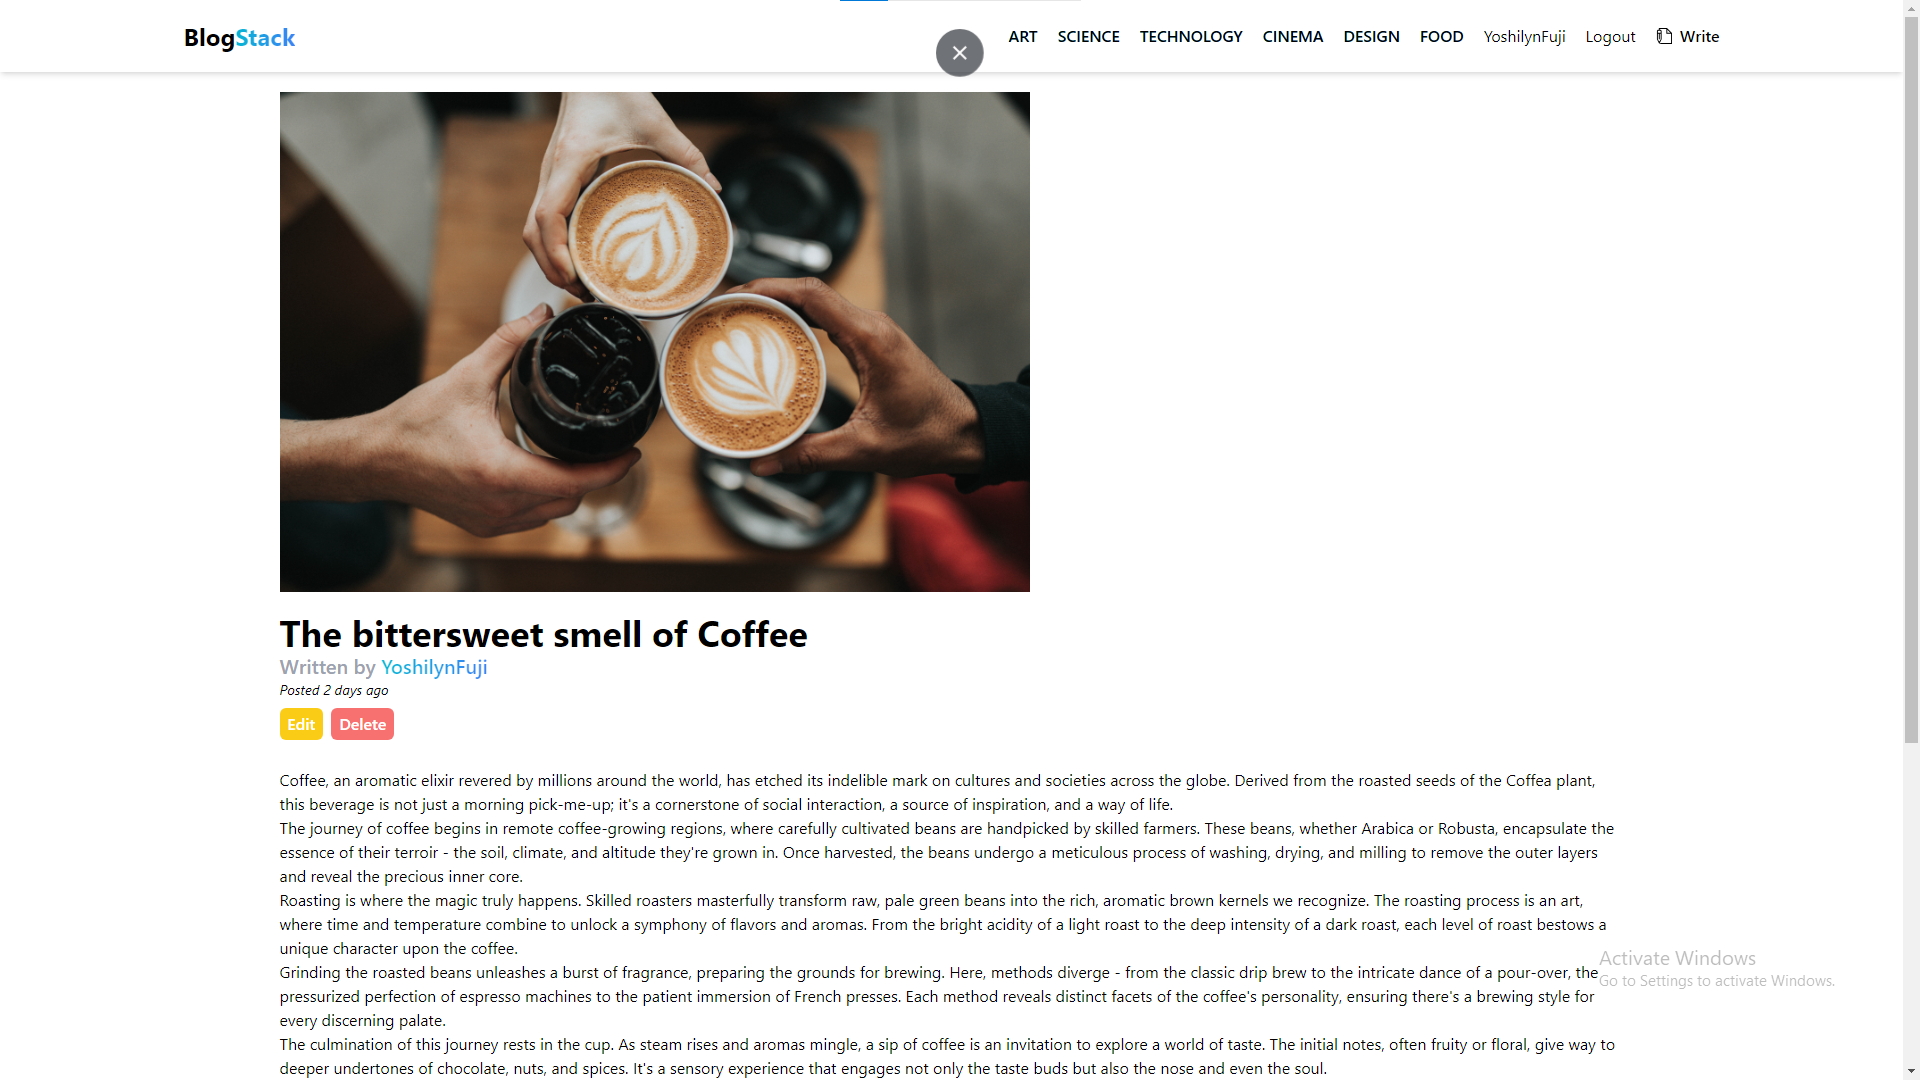 BlogStack
ART SCIENCE TECHNOLOGY CINEMA DESIGN FOOD YoshilynFuji Logout Write
The bittersweet smell of Coffee
Written by YoshilynFuji
Posted 2 days ago
Edit Delete
Coffee, an aromatic elixir revered by millions around the world, has etched its indelible mark on cultures and societies across the globe. Derived from the roasted seeds of the Coffea plant,
this beverage is not just a morning pick-me-up; it's a cornerstone of social interaction, a source of inspiration, and a way of life.
The journey of coffee begins in remote coffee-growing regions, where carefully cultivated beans are handpicked by skilled farmers. These beans, whether Arabica or Robusta, encapsulate the
essence of their terroir - the soil, climate, and altitude they're grown in. Once harvested, the beans undergo a meticulous process of washing, drying, and milling to remove the outer layers
and reveal the precious inner core.
Roasting is where the magic truly happens. Skilled roasters masterfully transform raw, pale green beans into the rich, aromatic brown kernels we recognize. The roasting process is an art,
where time and temperature combine to unlock a symphony of flavors and aromas. From the bright acidity of a light roast to the deep intensity of a dark roast, each level of roast bestows a
unique character upon the coffee.
Grinding the roasted beans unleashes a burst of fragrance, preparing the grounds for brewing. Here, methods diverge - from the classic drip brew to the intricate dance of a pour-over, the
pressurized perfection of espresso machines to the patient immersion of French presses. Each method reveals distinct facets of the coffee's personality, ensuring there's a brewing style for
every discerning palate.
The culmination of this journey rests in the cup. As steam rises and aromas mingle, a sip of coffee is an invitation to explore a world of taste. The initial notes, often fruity or floral, give way to
deeper undertones of chocolate, nuts, and spices. It's a sensory experience that engages not only the taste buds but also the nose and even the soul.
Activate Windows
Go to Settings to activate Windows.